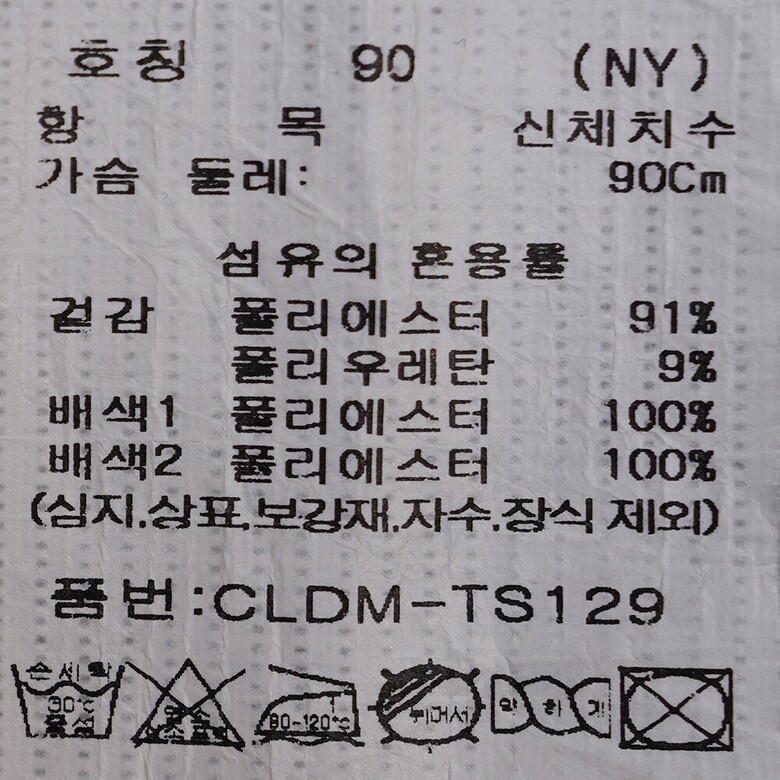 호칭 90 (NY)
항 목 신체치수
가슴 둘레: 90Cm
섬유의 혼용률
겉감 폴리에스터 91%
폴리우레탄 9%
배색1 폴리에스터 100%
배색2 폴리에스터 100%
(심지.상표.보강재.자수.장식 제외)
품번:CLDM-TS129
손세탁
30℃
중성
80-120℃
뉘어서
약하게